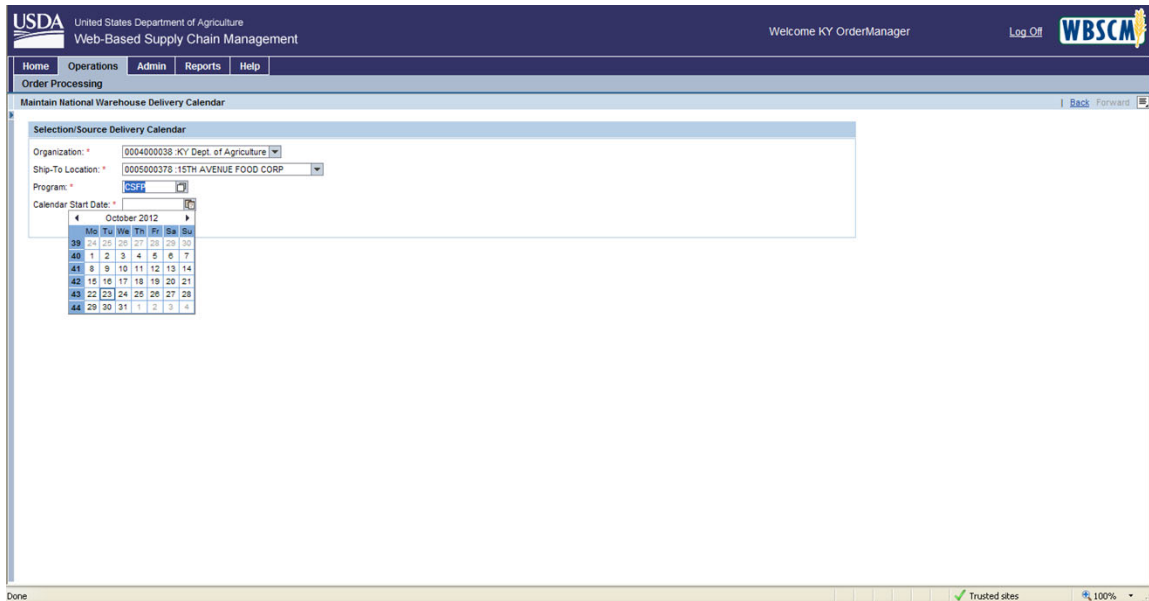 USDA
United States Department of Agriculture
Web-Based Supply Chain Management
Welcome KY OrderManager
Log Off
WBSCM
Home Operations Admin Reports Help
Order Processing
Maintain National Warehouse Delivery Calendar
| Back Forward
Selection/Source Delivery Calendar
Organization: * 0004000038 :KY Dept. of Agriculture
Ship-To Location: * 0005000378 :15TH AVENUE FOOD CORP
Program: * CSFP
Calendar Start Date: *
October 2012
Mo Tu We Th Fr Sa Su
39 24 25 26 27 28 29 30
40 1 2 3 4 5 6 7
41 8 9 10 11 12 13 14
42 15 16 17 18 19 20 21
43 22 23 24 25 26 27 28
44 29 30 31 1 2 3 4
Done
Trusted sites
100%